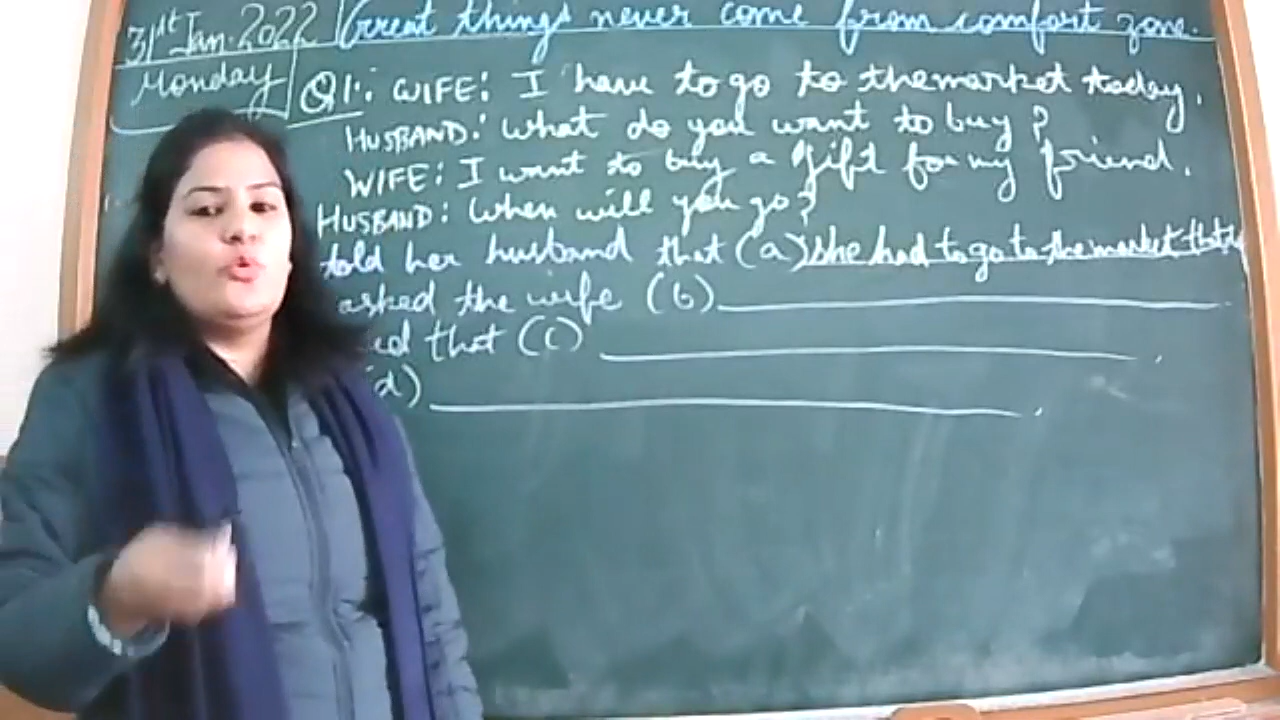 31st Jan. 2022 Great things never come from comfort zone.
Monday
Q1: WIFE: I have to go to the market today.
HUSBAND: What do you want to buy?
WIFE: I want to buy a gift for my friend.
HUSBAND: When will you go?
told her husband that (a) she had to go to the market that
asked the wife (b)
that (c)
(d)